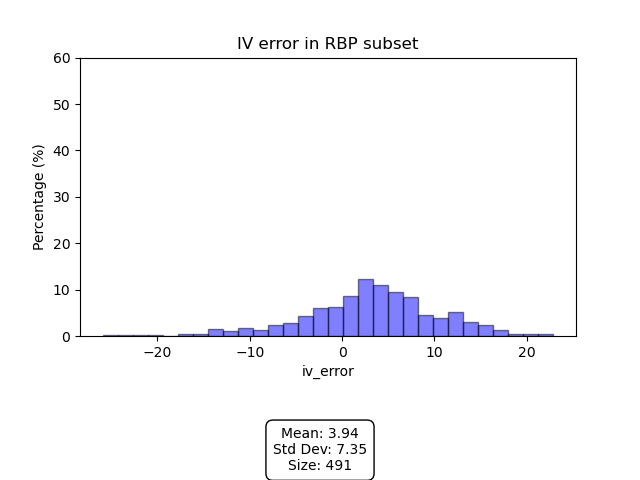 IV error in RBP subset
60
50
40
30
20
10
0
Percentage (%)
−20
−10
0
10
20
iv_error
Mean: 3.94
Std Dev: 7.35
Size: 491